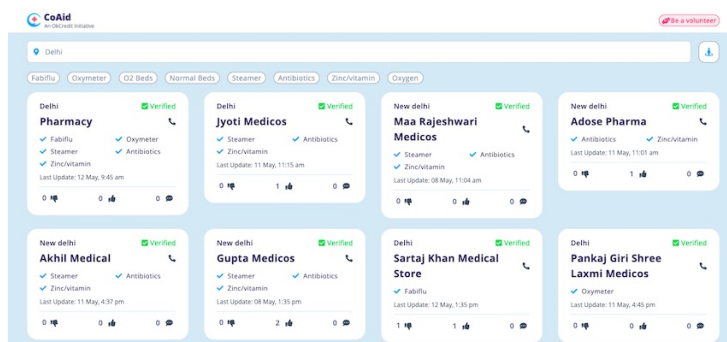 CoAid
An OkCredit Initiative
Be a volunteer
Delhi
Fabiflu Oxymeter O2 Beds Normal Beds Steamer Antibiotics Zinc/vitamin Oxygen
Delhi Verified
Pharmacy
Fabiflu Oxymeter
Steamer Antibiotics
Zinc/vitamin
Last Update: 12 May, 9:45 am
0 0 0
Delhi Verified
Jyoti Medicos
Steamer Antibiotics
Zinc/vitamin
Last Update: 11 May, 11:15 am
0 1 0
New delhi Verified
Maa Rajeshwari
Medicos
Steamer Antibiotics
Zinc/vitamin
Last Update: 08 May, 11:04 am
0 0 0
New delhi Verified
Adose Pharma
Antibiotics Zinc/vitamin
Last Update: 11 May, 11:01 am
0 1 0
New delhi Verified
Akhil Medical
Steamer Antibiotics
Zinc/vitamin
Last Update: 11 May, 4:37 pm
0 0 0
New delhi Verified
Gupta Medicos
Steamer Antibiotics
Zinc/vitamin
Last Update: 08 May, 1:35 pm
0 2 0
Delhi Verified
Sartaj Khan Medical
Store
Fabiflu
Last Update: 12 May, 1:35 pm
1 1 0
Delhi Verified
Pankaj Giri Shree
Laxmi Medicos
Oxymeter
Last Update: 11 May, 4:45 pm
0 0 0